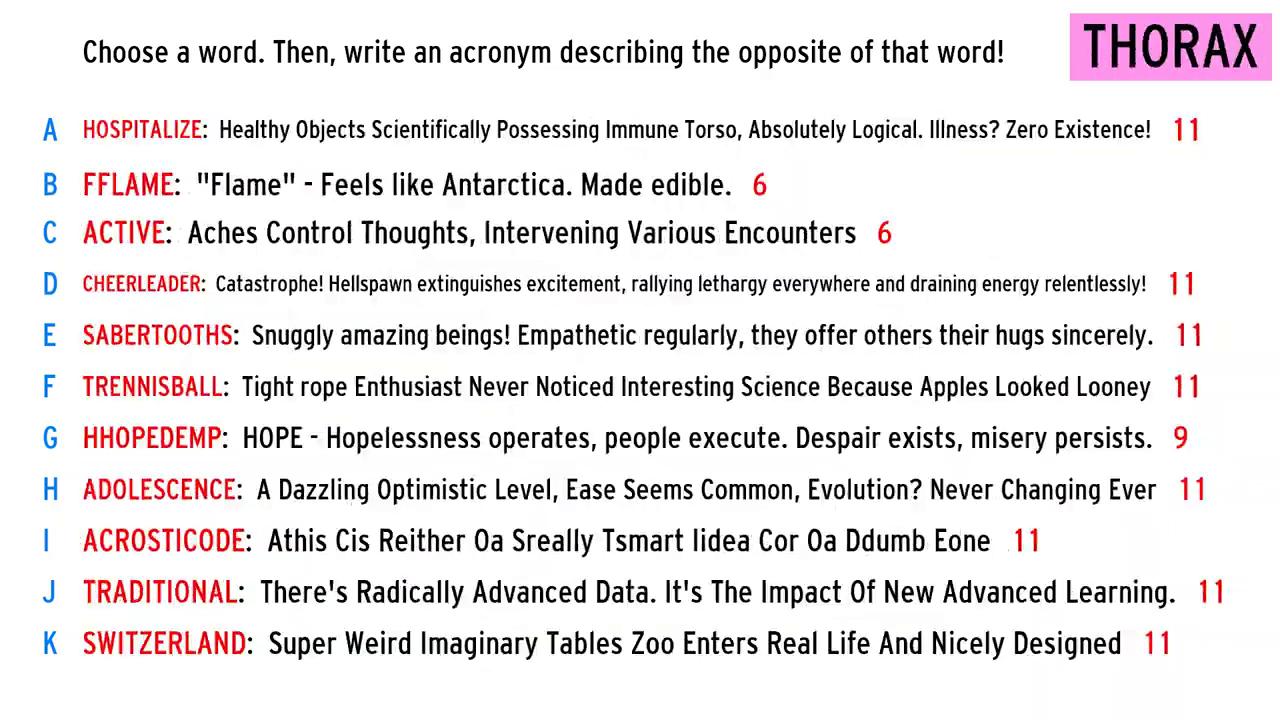 Choose a word. Then, write an acronym describing the opposite of that word!
THORAX
A HOSPITALIZE: Healthy Objects Scientifically Possessing Immune Torso, Absolutely Logical. Illness? Zero Existence! 11
B FFLAME: "Flame" - Feels like Antarctica. Made edible. 6
C ACTIVE: Aches Control Thoughts, Intervening Various Encounters 6
D CHEERLEADER: Catastrophe! Hellspawn extinguishes excitement, rallying lethargy everywhere and draining energy relentlessly! 11
E SABERTOOTHS: Snuggly amazing beings! Empathetic regularly, they offer others their hugs sincerely. 11
F TRENNISBALL: Tight rope Enthusiast Never Noticed Interesting Science Because Apples Looked Looney 11
G HHOPEDEMP: HOPE - Hopelessness operates, people execute. Despair exists, misery persists. 9
H ADOLESCENCE: A Dazzling Optimistic Level, Ease Seems Common, Evolution? Never Changing Ever 11
I ACROSTICODE: Athis Cis Reither Oa Sreally Tsmart Iidea Cor Oa Ddumb Eone 11
J TRADITIONAL: There's Radically Advanced Data. It's The Impact Of New Advanced Learning. 11
K SWITZERLAND: Super Weird Imaginary Tables Zoo Enters Real Life And Nicely Designed 11